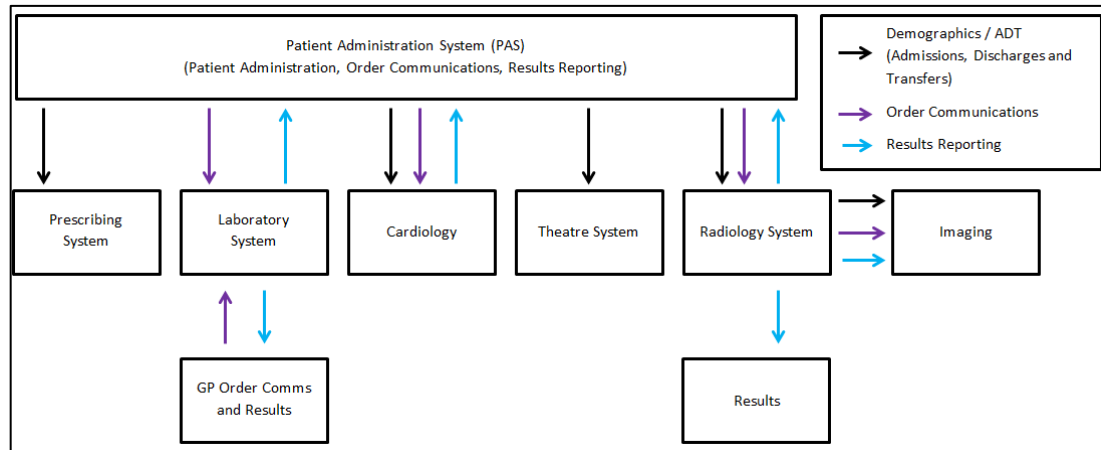 Patient Administration System (PAS)
(Patient Administration, Order Communications, Results Reporting)
Demographics / ADT
(Admissions, Discharges and
Transfers)
Order Communications
Results Reporting
Prescribing
System
Laboratory
System
Cardiology
Theatre System
Radiology System
Imaging
GP Order Comms
and Results
Results